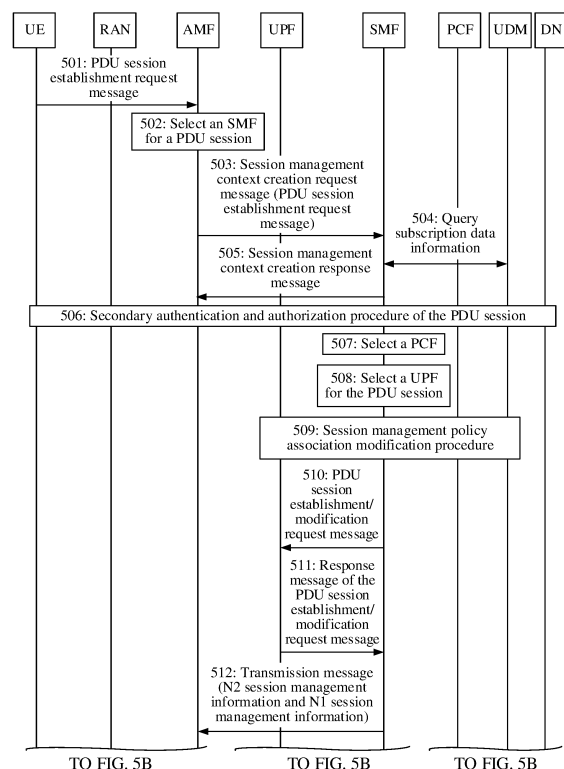 UE RAN AMF UPF SMF PCF UDM DN
501: PDU session
establishment request
message
502: Select an SMF
for a PDU session
503: Session management
context creation request
message (PDU session
establishment request
message)
504: Query
subscription data
information
505: Session management
context creation response
message
506: Secondary authentication and authorization procedure of the PDU session
507: Select a PCF
508: Select a UPF
for the PDU session
509: Session management policy
association modification procedure
510: PDU
session
establishment/
modification
request message
511: Response
message of the
PDU session
establishment/
modification
request message
512: Transmission message
(N2 session management
information and N1 session
management information)
TO FIG. 5B TO FIG. 5B TO FIG. 5B